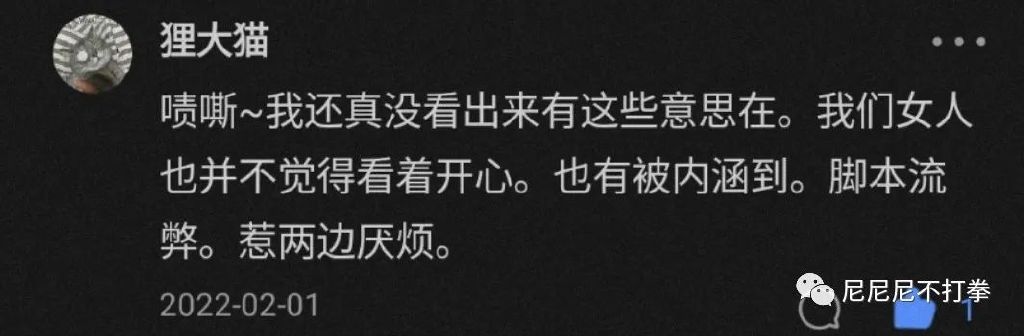 狸大猫
啧嘶~我还真没看出来有这些意思在。我们女人
也并不觉得看着开心。也有被内涵到。脚本流
弊。惹两边厌烦。
2022-02-01
1
尼尼尼不打拳